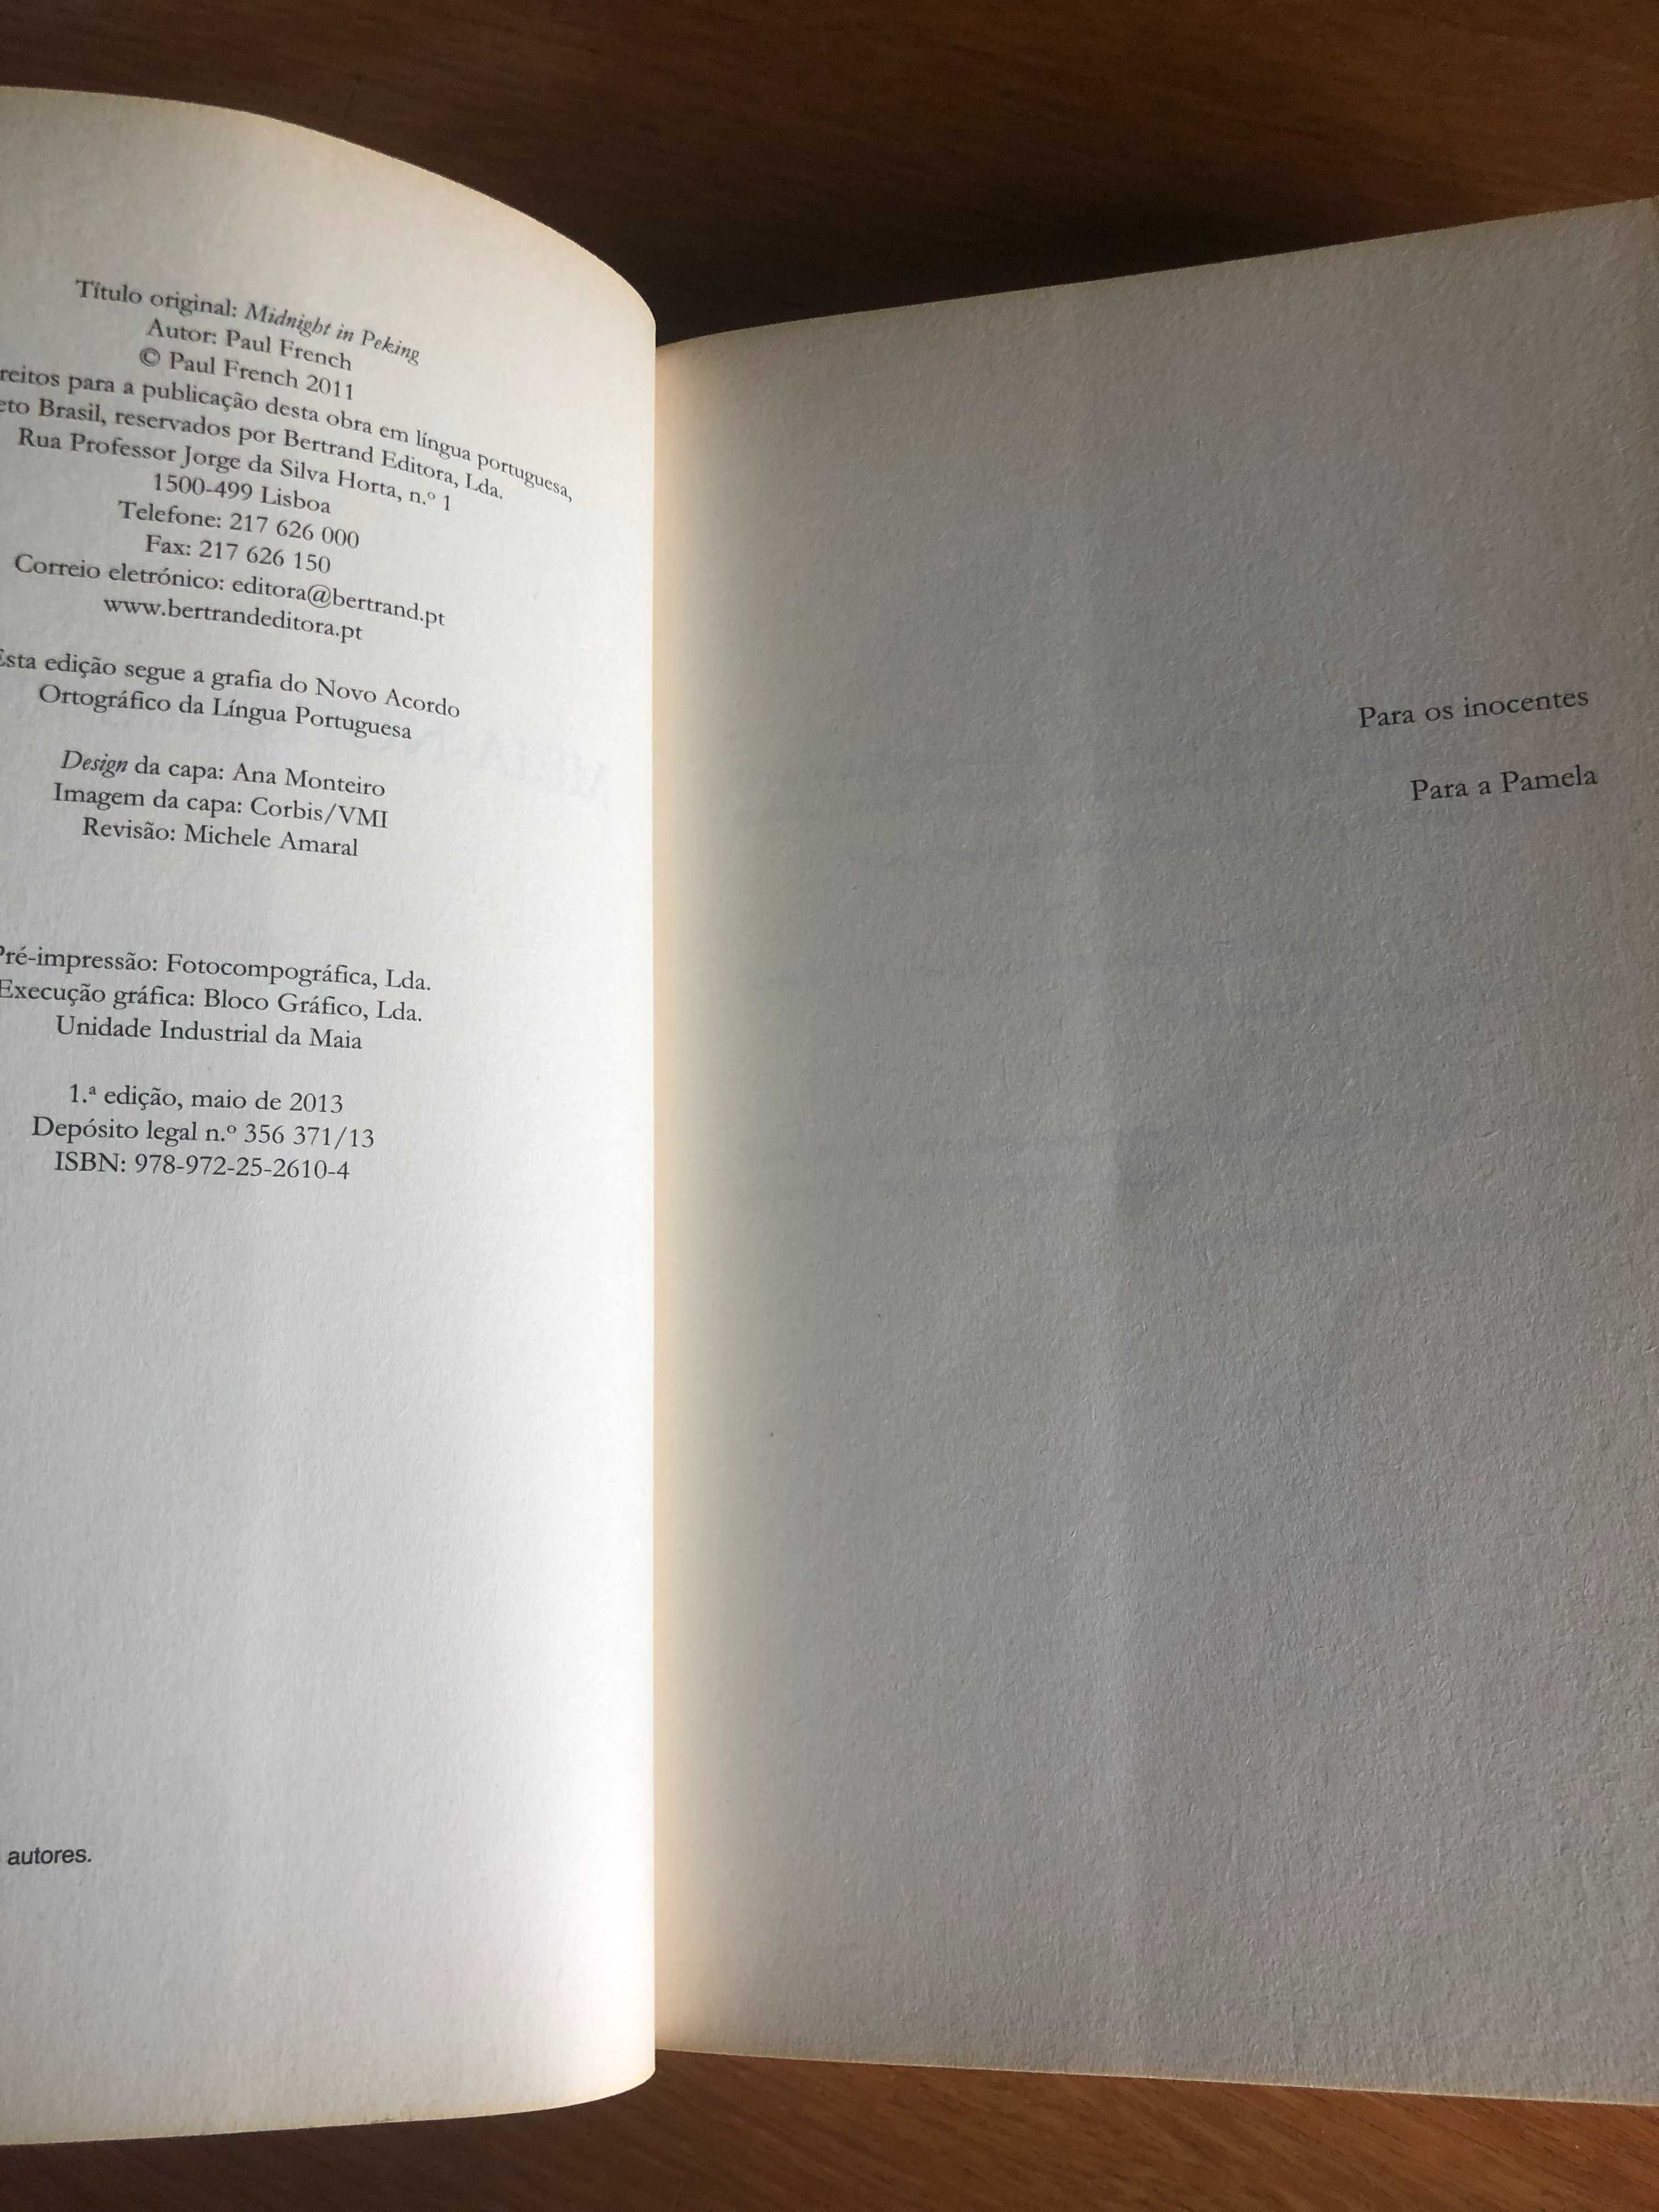 Título original: Midnight in Peking
Autor: Paul French
© Paul French 2011
reitos para a publicação desta obra em língua portuguesa,
eto Brasil, reservados por Bertrand Editora, Lda.
Rua Professor Jorge da Silva Horta, n.º 1
1500-499 Lisboa
Telefone: 217 626 000
Fax: 217 626 150
Correio eletrónico: editora@bertrand.pt
www.bertrandeditora.pt
Esta edição segue a grafia do Novo Acordo
Ortográfico da Língua Portuguesa
Design da capa: Ana Monteiro
Imagem da capa: Corbis/VMI
Revisão: Michele Amaral
Pré-impressão: Fotocompográfica, Lda.
Execução gráfica: Bloco Gráfico, Lda.
Unidade Industrial da Maia
1.ª edição, maio de 2013
Depósito legal n.º 356 371/13
ISBN: 978-972-25-2610-4
autores.
Para os inocentes
Para a Pamela